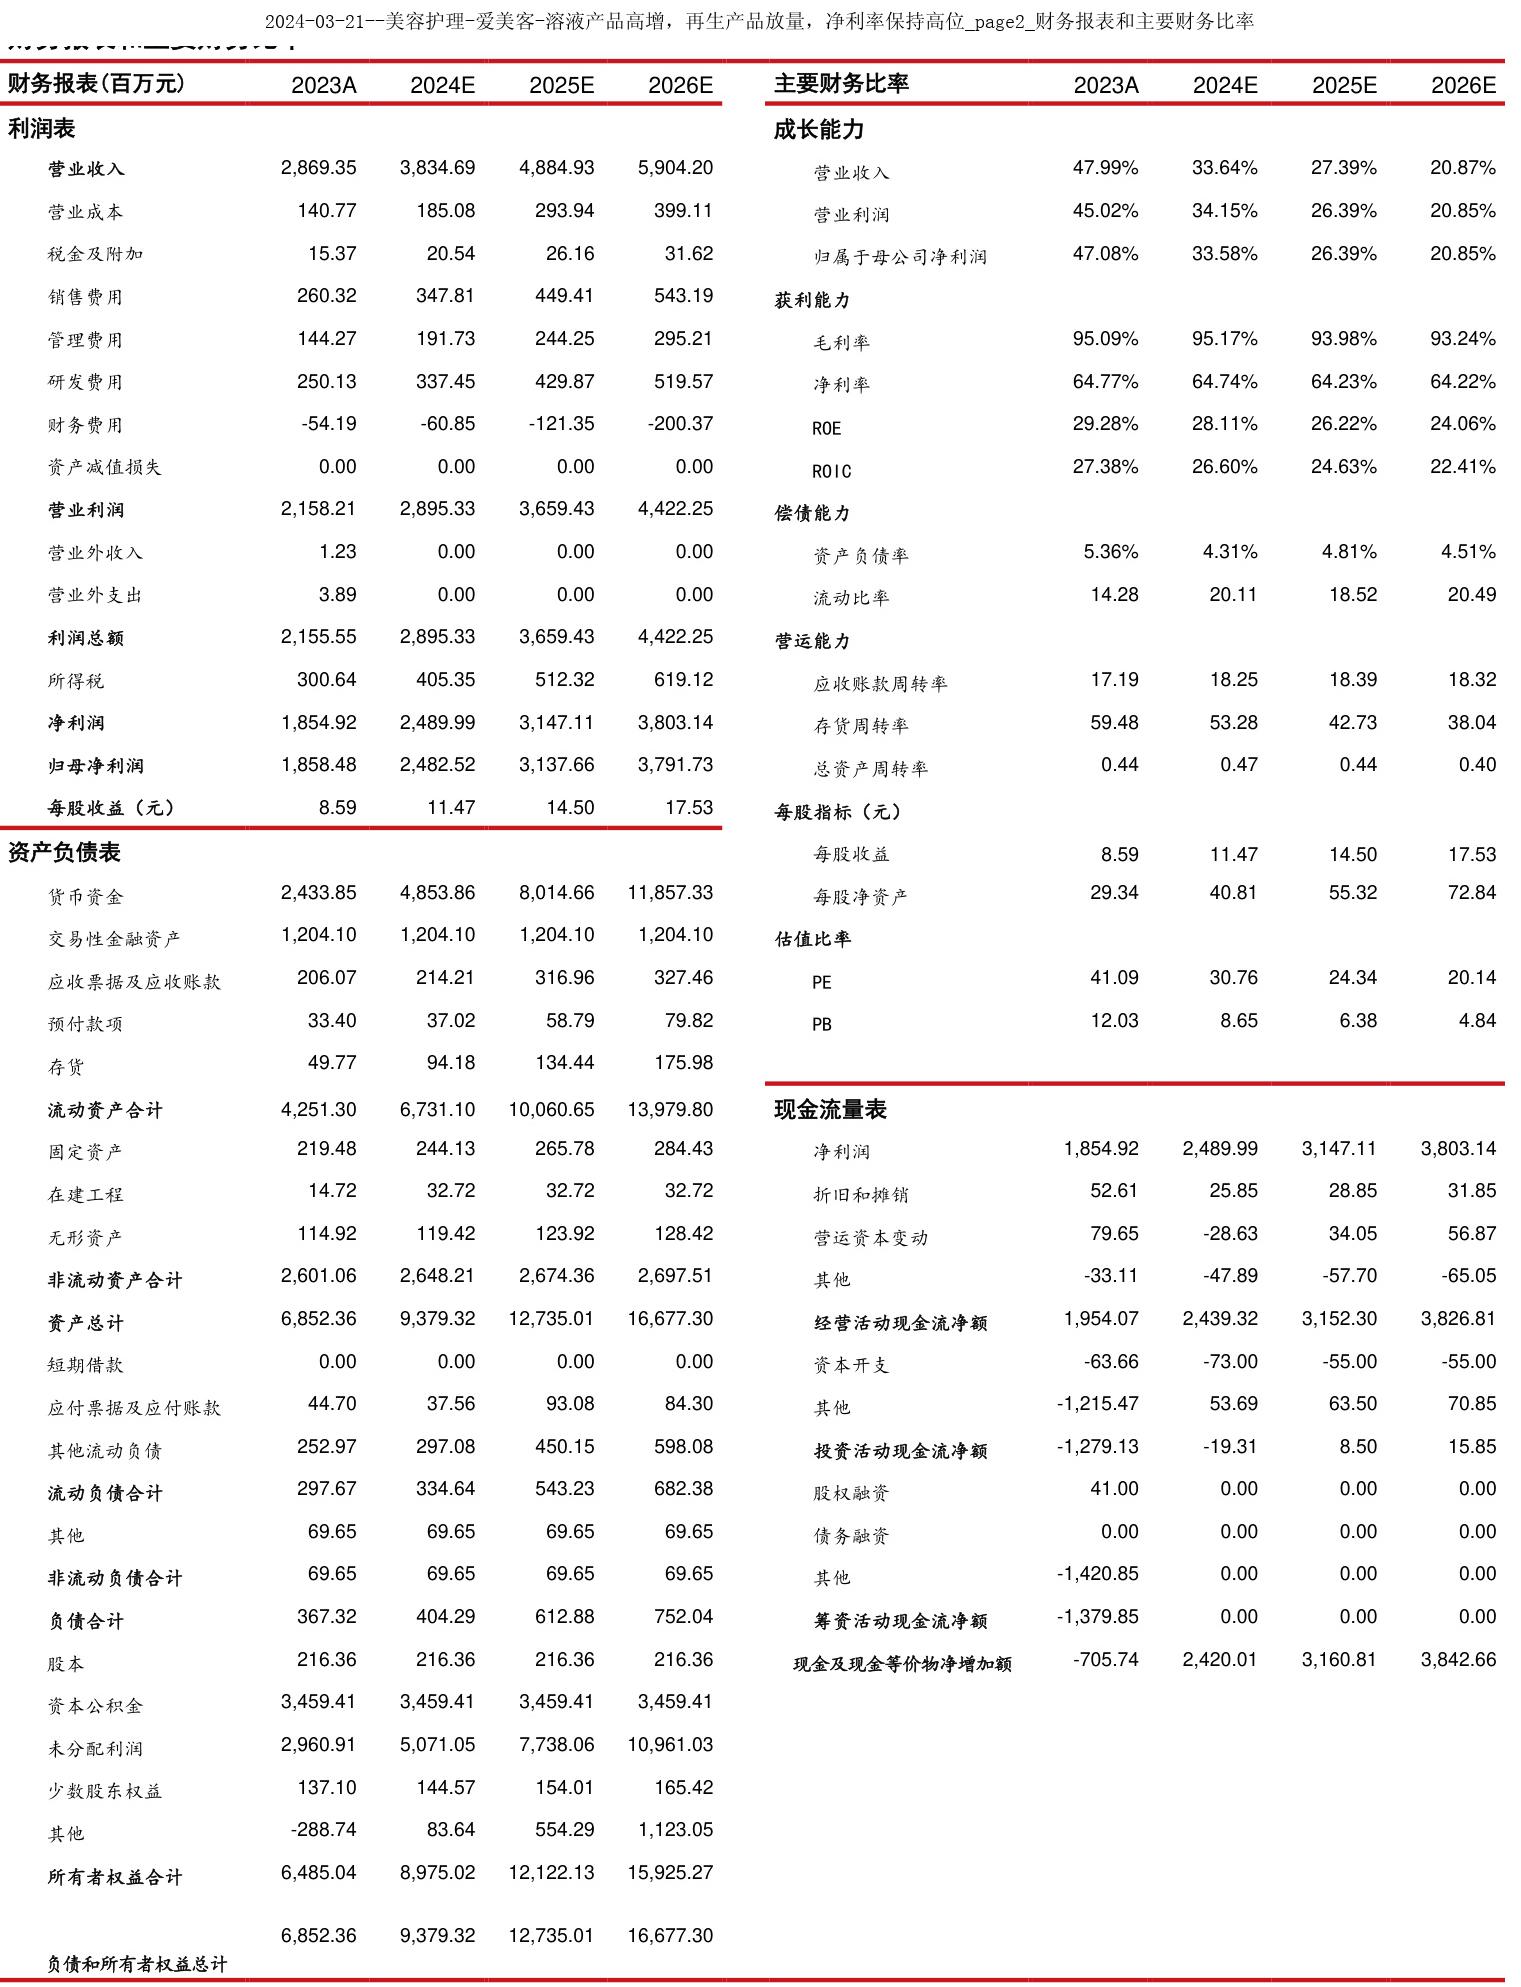 2024-03-21--美容护理-爱美客-溶液产品高增，再生产品放量，净利率保持高位_page2_财务报表和主要财务比率
财务报表和主要财务比率
财务报表(百万元) 2023A 2024E 2025E 2026E
利润表
营业收入 2,869.35 3,834.69 4,884.93 5,904.20
营业成本 140.77 185.08 293.94 399.11
税金及附加 15.37 20.54 26.16 31.62
销售费用 260.32 347.81 449.41 543.19
管理费用 144.27 191.73 244.25 295.21
研发费用 250.13 337.45 429.87 519.57
财务费用 -54.19 -60.85 -121.35 -200.37
资产减值损失 0.00 0.00 0.00 0.00
营业利润 2,158.21 2,895.33 3,659.43 4,422.25
营业外收入 1.23 0.00 0.00 0.00
营业外支出 3.89 0.00 0.00 0.00
利润总额 2,155.55 2,895.33 3,659.43 4,422.25
所得税 300.64 405.35 512.32 619.12
净利润 1,854.92 2,489.99 3,147.11 3,803.14
归母净利润 1,858.48 2,482.52 3,137.66 3,791.73
每股收益（元） 8.59 11.47 14.50 17.53
资产负债表
货币资金 2,433.85 4,853.86 8,014.66 11,857.33
交易性金融资产 1,204.10 1,204.10 1,204.10 1,204.10
应收票据及应收账款 206.07 214.21 316.96 327.46
预付款项 33.40 37.02 58.79 79.82
存货 49.77 94.18 134.44 175.98
流动资产合计 4,251.30 6,731.10 10,060.65 13,979.80
固定资产 219.48 244.13 265.78 284.43
在建工程 14.72 32.72 32.72 32.72
无形资产 114.92 119.42 123.92 128.42
非流动资产合计 2,601.06 2,648.21 2,674.36 2,697.51
资产总计 6,852.36 9,379.32 12,735.01 16,677.30
短期借款 0.00 0.00 0.00 0.00
应付票据及应付账款 44.70 37.56 93.08 84.30
其他流动负债 252.97 297.08 450.15 598.08
流动负债合计 297.67 334.64 543.23 682.38
其他 69.65 69.65 69.65 69.65
非流动负债合计 69.65 69.65 69.65 69.65
负债合计 367.32 404.29 612.88 752.04
股本 216.36 216.36 216.36 216.36
资本公积金 3,459.41 3,459.41 3,459.41 3,459.41
未分配利润 2,960.91 5,071.05 7,738.06 10,961.03
少数股东权益 137.10 144.57 154.01 165.42
其他 -288.74 83.64 554.29 1,123.05
所有者权益合计 6,485.04 8,975.02 12,122.13 15,925.27
6,852.36 9,379.32 12,735.01 16,677.30
负债和所有者权益总计
主要财务比率 2023A 2024E 2025E 2026E
成长能力
营业收入 47.99% 33.64% 27.39% 20.87%
营业利润 45.02% 34.15% 26.39% 20.85%
归属于母公司净利润 47.08% 33.58% 26.39% 20.85%
获利能力
毛利率 95.09% 95.17% 93.98% 93.24%
净利率 64.77% 64.74% 64.23% 64.22%
ROE 29.28% 28.11% 26.22% 24.06%
ROIC 27.38% 26.60% 24.63% 22.41%
偿债能力
资产负债率 5.36% 4.31% 4.81% 4.51%
流动比率 14.28 20.11 18.52 20.49
营运能力
应收账款周转率 17.19 18.25 18.39 18.32
存货周转率 59.48 53.28 42.73 38.04
总资产周转率 0.44 0.47 0.44 0.40
每股指标（元）
每股收益 8.59 11.47 14.50 17.53
每股净资产 29.34 40.81 55.32 72.84
估值比率
PE 41.09 30.76 24.34 20.14
PB 12.03 8.65 6.38 4.84
现金流量表
净利润 1,854.92 2,489.99 3,147.11 3,803.14
折旧和摊销 52.61 25.85 28.85 31.85
营运资本变动 79.65 -28.63 34.05 56.87
其他 -33.11 -47.89 -57.70 -65.05
经营活动现金流净额 1,954.07 2,439.32 3,152.30 3,826.81
资本开支 -63.66 -73.00 -55.00 -55.00
其他 -1,215.47 53.69 63.50 70.85
投资活动现金流净额 -1,279.13 -19.31 8.50 15.85
股权融资 41.00 0.00 0.00 0.00
债务融资 0.00 0.00 0.00 0.00
其他 -1,420.85 0.00 0.00 0.00
筹资活动现金流净额 -1,379.85 0.00 0.00 0.00
现金及现金等价物净增加额 -705.74 2,420.01 3,160.81 3,842.66